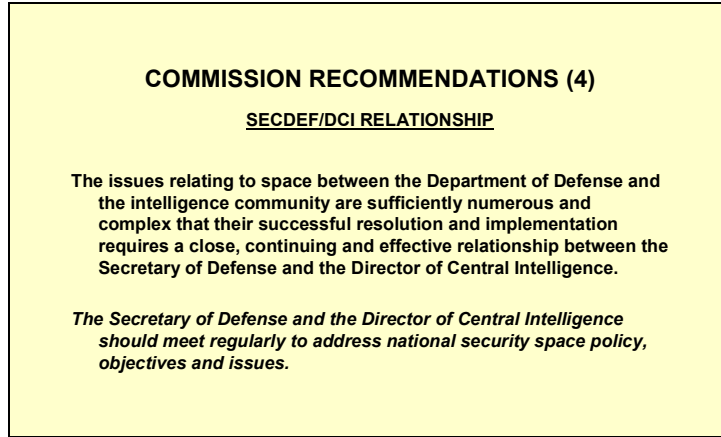 COMMISSION RECOMMENDATIONS (4)
SECDEF/DCI RELATIONSHIP
The issues relating to space between the Department of Defense and
the intelligence community are sufficiently numerous and
complex that their successful resolution and implementation
requires a close, continuing and effective relationship between the
Secretary of Defense and the Director of Central Intelligence.
The Secretary of Defense and the Director of Central Intelligence
should meet regularly to address national security space policy,
objectives and issues.